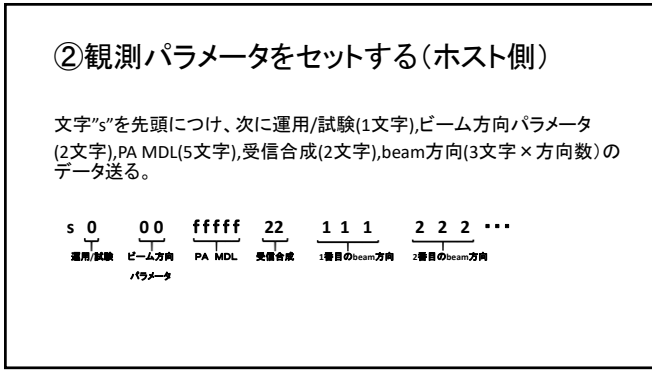 ②観測パラメータをセットする(ホスト側)
文字”s”を先頭につけ、次に運用/試験(1文字),ビーム方向パラメータ
(2文字),PA MDL(5文字),受信合成(2文字),beam方向(3文字×方向数)の
データ送る。
s 0 0 0 f f f f f 22 1 1 1 2 2 2 ・・・
運用/試験 ビーム方向 PA MDL 受信合成 1番目のbeam方向 2番目のbeam方向
パラメータ